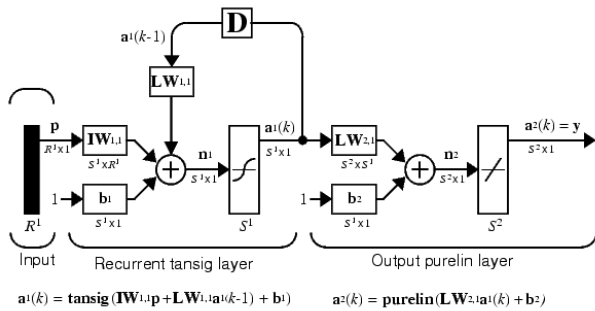 D
a¹(k-1)
LW1,1
p
R¹x1
IW1,1
S¹xR¹
1
b1
S¹x1
R¹
n1
S¹x1
a¹(k)
S¹x1
S¹
LW2,1
S²xS¹
1
b2
S¹x1
n2
S²x1
S²
a²(k) = y
S²x1
Input
Recurrent tansig layer
Output purelin layer
a¹(k) = tansig (IW1,1p+LW1,1a¹(k-1) + b1)
a²(k) = purelin(LW2,1a¹(k) + b2)